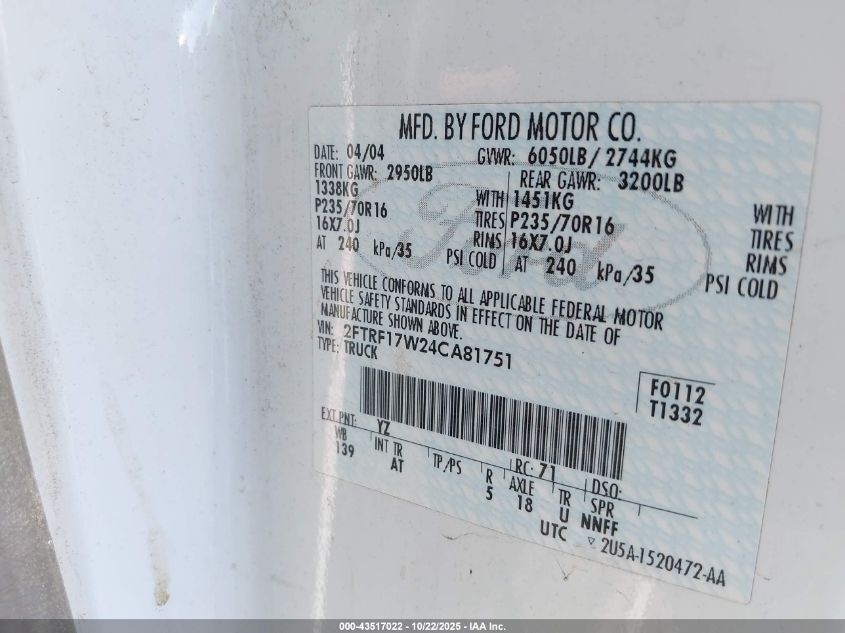 MFD. BY FORD MOTOR CO.
DATE: 04/04 GVWR: 6050LB/ 2744KG
FRONT GAWR: 2950LB REAR GAWR: 3200LB
1338KG WITH 1451KG WITH
P235/70R16 TIRES P235/70R16 TIRES
16X7.0J RIMS 16X7.0J RIMS
AT 240 kPa/35 PSI COLD AT 240 kPa/35 PSI COLD
THIS VEHICLE CONFORMS TO ALL APPLICABLE FEDERAL MOTOR
VEHICLE SAFETY STANDARDS IN EFFECT ON THE DATE OF
MANUFACTURE SHOWN ABOVE.
VIN: 2FTRF17W24CA81751
TYPE: TRUCK
F0112
T1332
EXT PNT: YZ RC: 71 DSO:
WB INT TR TP/PS R AXLE TR SPR
139 AT 5 18 U NNFF
UTC 2U5A-1520472-AA
Ford
000-43517022 - 10/22/2025 - IAA Inc.